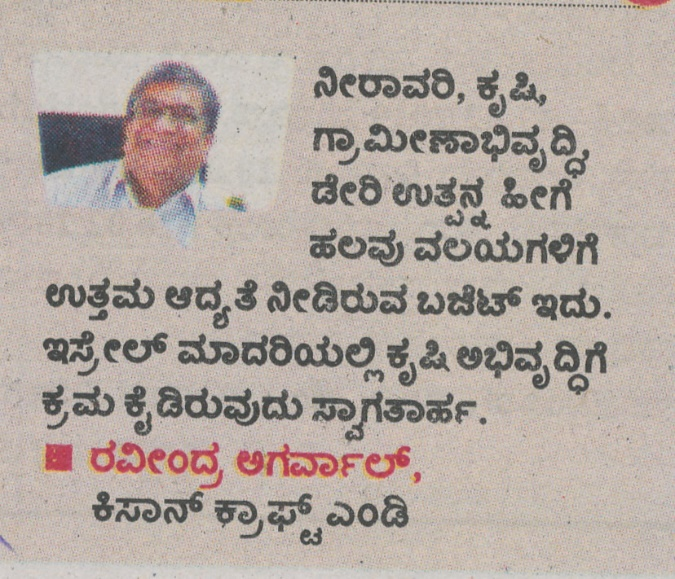 ನೀರಾವರಿ, ಕೃಷಿ,
ಗ್ರಾಮೀಣಾಭಿವೃದ್ಧಿ,
ಡೇರಿ ಉತ್ಪನ್ನ ಹೀಗೆ
ಹಲವು ವಲಯಗಳಿಗೆ
ಉತ್ತಮ ಆದ್ಯತೆ ನೀಡಿರುವ ಬಜೆಟ್ ಇದು.
ಇಸ್ರೇಲ್ ಮಾದರಿಯಲ್ಲಿ ಕೃಷಿ ಅಭಿವೃದ್ಧಿಗೆ
ಕ್ರಮ ಕೈಡಿರುವುದು ಸ್ವಾಗತಾರ್ಹ.
■ ರವೀಂದ್ರ ಅಗರ್ವಾಲ್,
ಕಿಸಾನ್ ಕ್ರಾಫ್ಟ್ ಎಂಡಿ